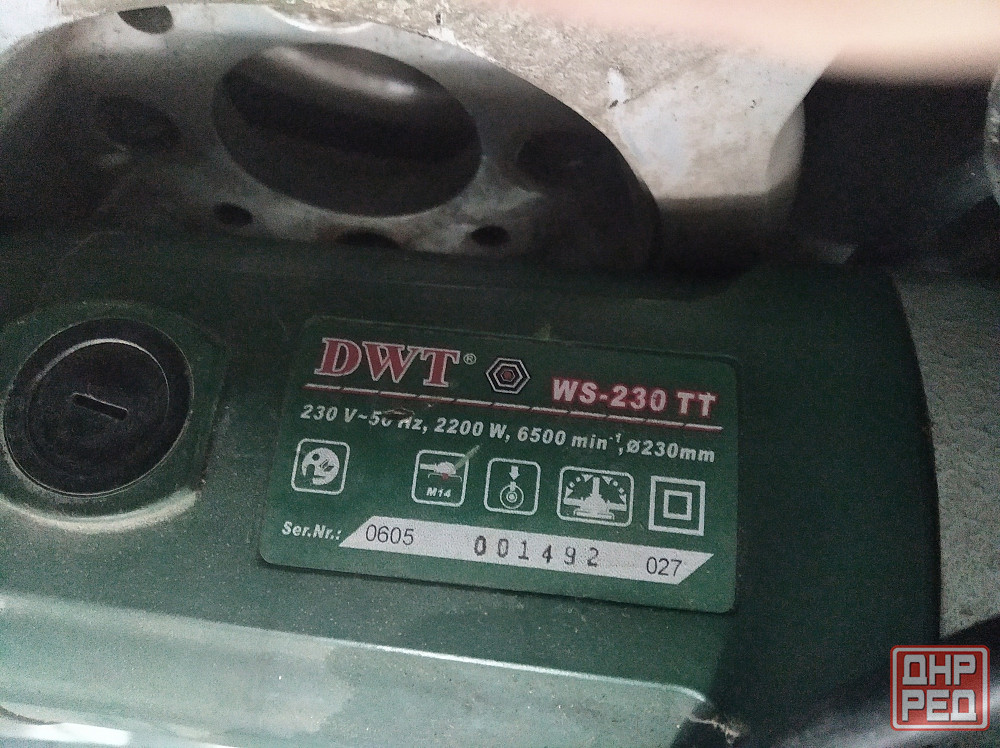 DWT®
WS-230 TT
230 V~50 Hz, 2200 W, 6500 min⁻¹, ø230mm
M14
Ser.Nr.: 0605 001492 027
ДНР
РЕД